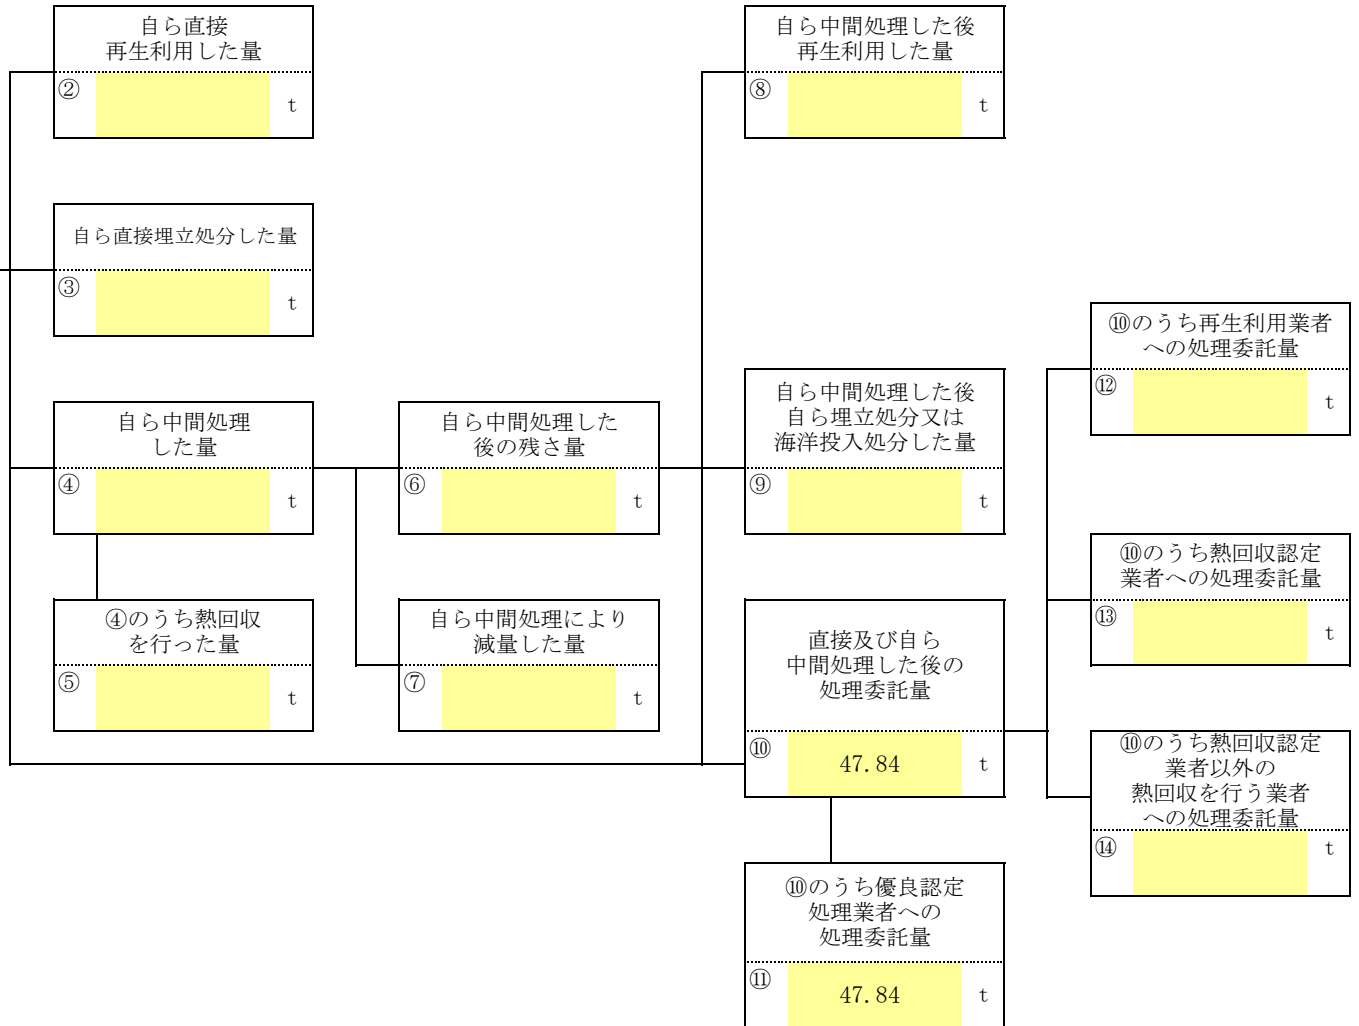 自ら直接
再生利用した量
②
t
自ら中間処理した後
再生利用した量
⑧
t
自ら直接埋立処分した量
③
t
⑩のうち再生利用業者
への処理委託量
⑫
t
自ら中間処理
した量
④
t
自ら中間処理した
後の残さ量
⑥
t
自ら中間処理した後
自ら埋立処分又は
海洋投入処分した量
⑨
t
⑩のうち熱回収認定
業者への処理委託量
⑬
t
④のうち熱回収
を行った量
⑤
t
自ら中間処理により
減量した量
⑦
t
直接及び自ら
中間処理した後の
処理委託量
⑩
47.84 t
⑩のうち熱回収認定
業者以外の
熱回収を行う業者
への処理委託量
⑭
t
⑩のうち優良認定
処理業者への
処理委託量
⑪
47.84 t